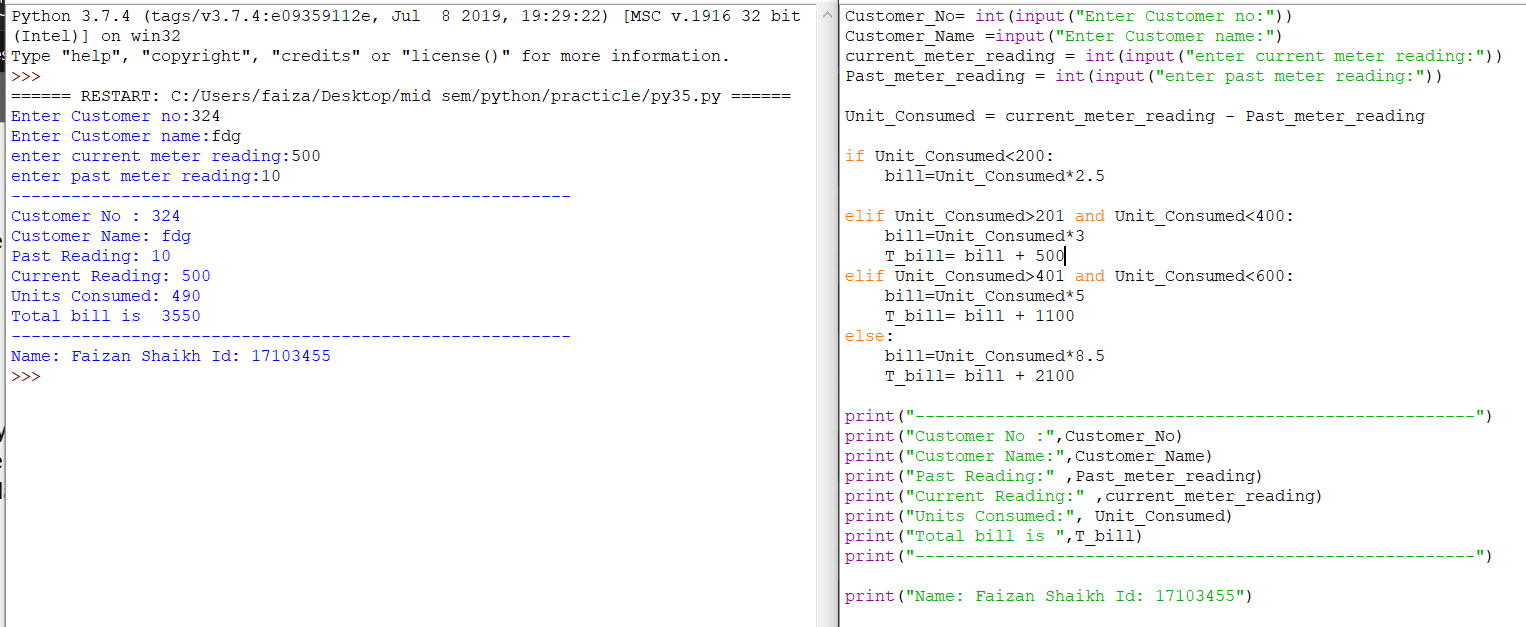 Python 3.7.4 (tags/v3.7.4:e09359112e, Jul  8 2019, 19:29:22) [MSC v.1916 32 bit
(Intel)] on win32
Type "help", "copyright", "credits" or "license()" for more information.
>>>
====== RESTART: C:/Users/faiza/Desktop/mid sem/python/practicle/py35.py ======
Enter Customer no:324
Enter Customer name:fdg
enter current meter reading:500
enter past meter reading:10
--------------------------------------------------------
Customer No : 324
Customer Name: fdg
Past Reading: 10
Current Reading: 500
Units Consumed: 490
Total bill is  3550
--------------------------------------------------------
Name: Faizan Shaikh Id: 17103455
>>>
Customer_No= int(input("Enter Customer no:"))
Customer_Name =input("Enter Customer name:")
current_meter_reading = int(input("enter current meter reading:"))
Past_meter_reading = int(input("enter past meter reading:"))

Unit_Consumed = current_meter_reading - Past_meter_reading

if Unit_Consumed<200:
    bill=Unit_Consumed*2.5

elif Unit_Consumed>201 and Unit_Consumed<400:
    bill=Unit_Consumed*3
    T_bill= bill + 500
elif Unit_Consumed>401 and Unit_Consumed<600:
    bill=Unit_Consumed*5
    T_bill= bill + 1100
else:
    bill=Unit_Consumed*8.5
    T_bill= bill + 2100

print("--------------------------------------------------------")
print("Customer No :",Customer_No)
print("Customer Name:",Customer_Name)
print("Past Reading:" ,Past_meter_reading)
print("Current Reading:" ,current_meter_reading)
print("Units Consumed:", Unit_Consumed)
print("Total bill is ",T_bill)
print("--------------------------------------------------------")

print("Name: Faizan Shaikh Id: 17103455")